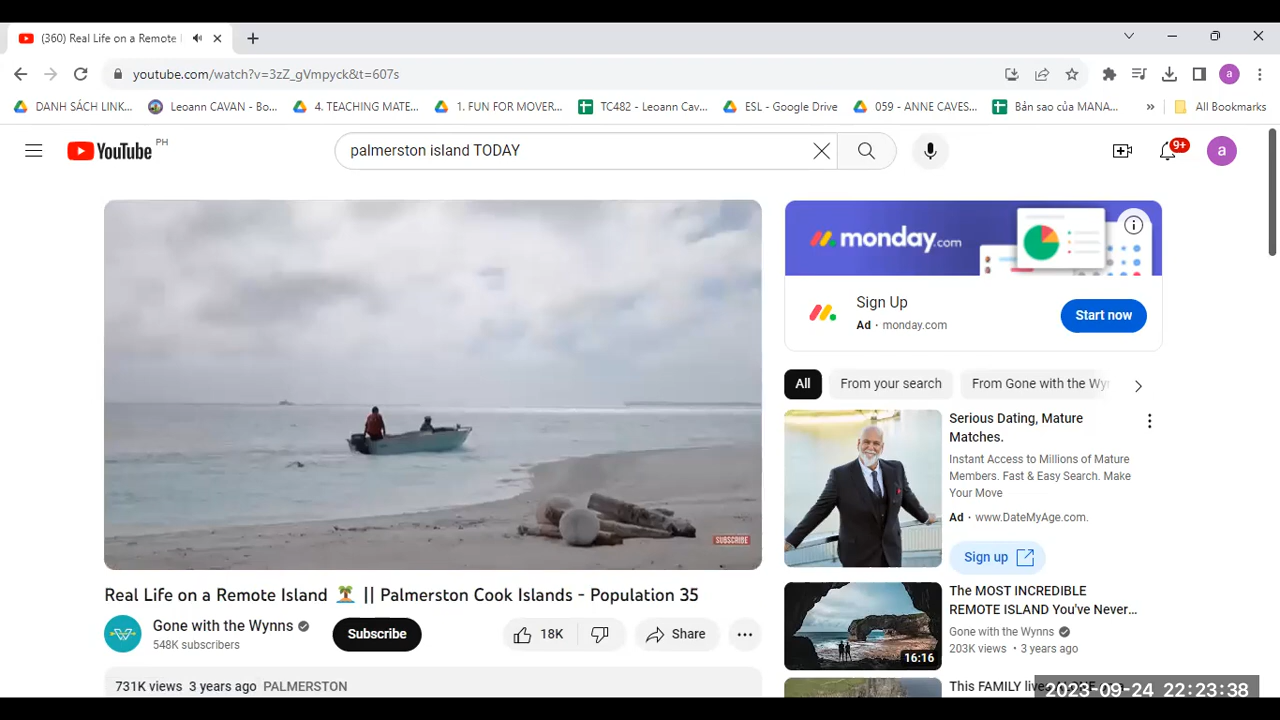 (360) Real Life on a Remote
youtube.com/watch?v=3zZ_gVmpyck&t=607s
a
DANH SÁCH LINK...
Leoann CAVAN - Bo...
4. TEACHING MATE...
1. FUN FOR MOVER...
TC482 - Leoann Cav...
ESL - Google Drive
059 - ANNE CAVES...
Bản sao của MANA...
»
All Bookmarks
YouTube PH
palmerston island TODAY
9+
a
monday.com
Sign Up
Ad · monday.com
Start now
All
From your search
From Gone with the Wyn
Serious Dating, Mature
Matches.
Instant Access to Millions of Mature
Members. Fast & Easy Search. Make
Your Move
Ad · www.DateMyAge.com.
Sign up
SUBSCRIBE
Real Life on a Remote Island 🏝️ || Palmerston Cook Islands - Population 35
Gone with the Wynns
548K subscribers
Subscribe
18K
Share
731K views 3 years ago PALMERSTON
The MOST INCREDIBLE
REMOTE ISLAND You've Never...
Gone with the Wynns
203K views • 3 years ago
16:16
This FAMILY live
2023-09-24 22:23:38